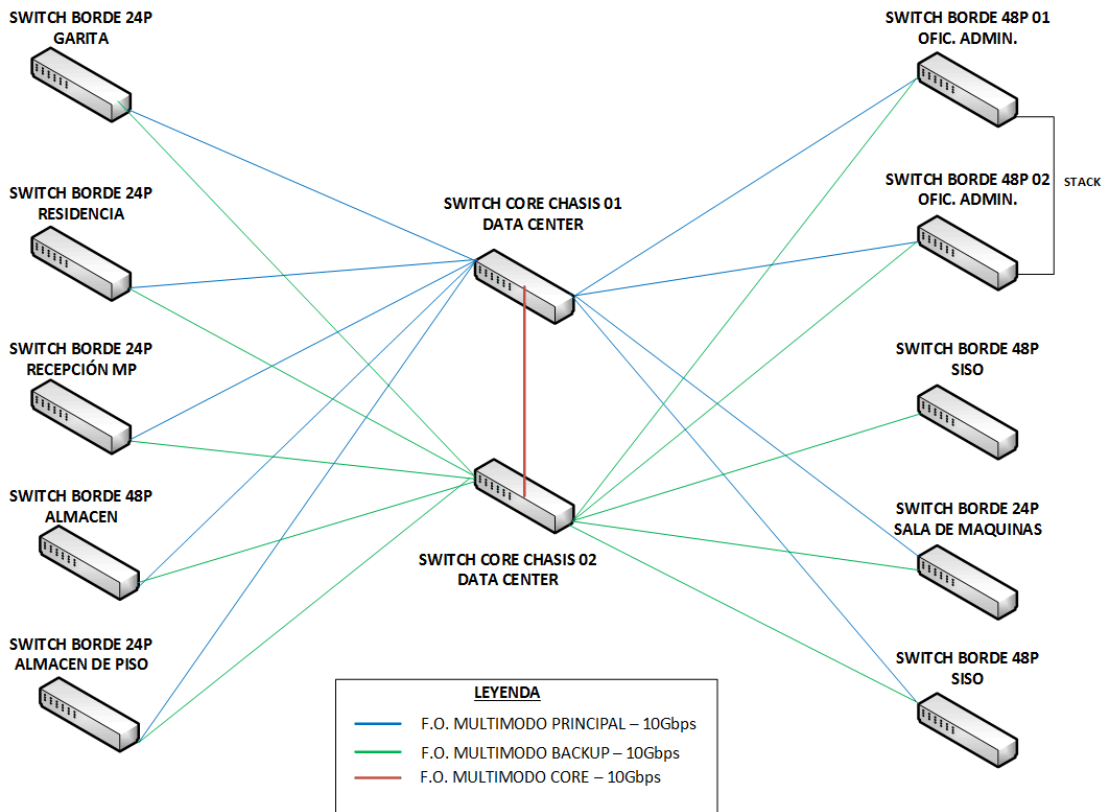 SWITCH BORDE 24P
GARITA
SWITCH BORDE 48P 01
OFIC. ADMIN.
SWITCH BORDE 24P
RESIDENCIA
SWITCH CORE CHASIS 01
DATA CENTER
SWITCH BORDE 48P 02
OFIC. ADMIN.
STACK
SWITCH BORDE 24P
RECEPCIÓN MP
SWITCH BORDE 48P
SISO
SWITCH BORDE 48P
ALMACEN
SWITCH CORE CHASIS 02
DATA CENTER
SWITCH BORDE 24P
SALA DE MAQUINAS
SWITCH BORDE 24P
ALMACEN DE PISO
SWITCH BORDE 48P
SISO
LEYENDA
F.O. MULTIMODO PRINCIPAL – 10Gbps
F.O. MULTIMODO BACKUP – 10Gbps
F.O. MULTIMODO CORE – 10Gbps